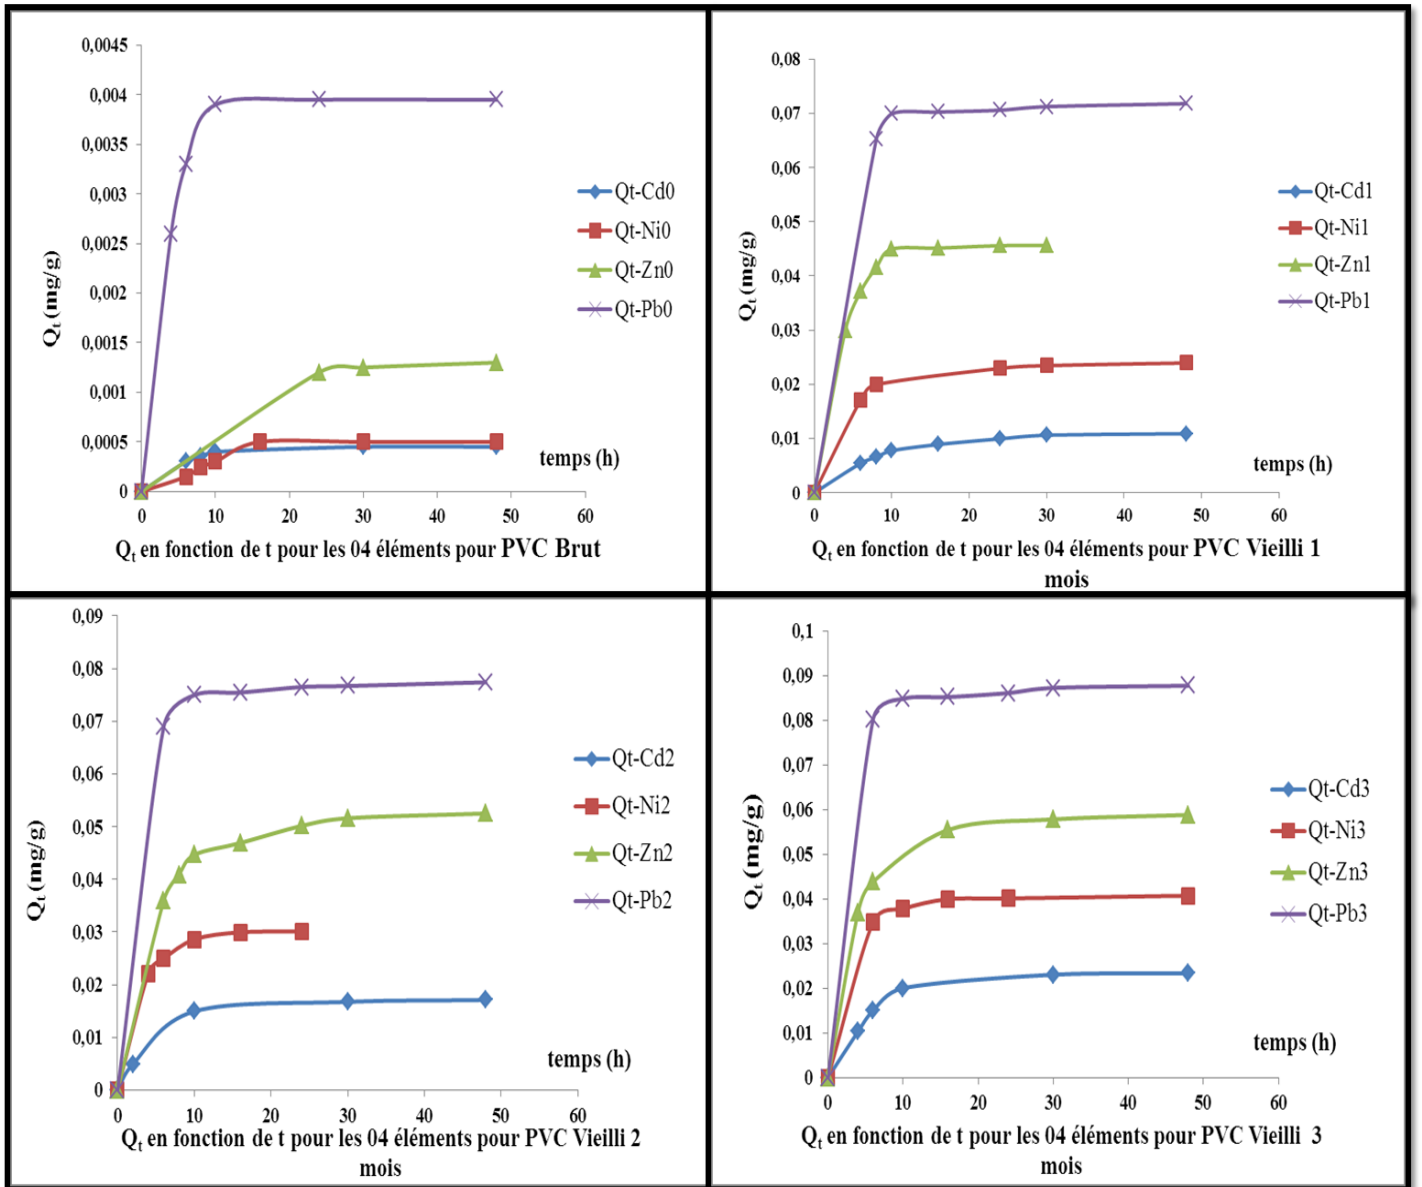 0,0045
0,004
0,0035
0,003
0,0025
0,002
0,0015
0,001
0,0005
0
Qt (mg/g)
0 10 20 30 40 50 60
temps (h)
Qt-Cd0
Qt-Ni0
Qt-Zn0
Qt-Pb0
Qt en fonction de t pour les 04 éléments pour PVC Brut
0,08
0,07
0,06
0,05
0,04
0,03
0,02
0,01
0
Qt (mg/g)
0 10 20 30 40 50 60
temps (h)
Qt-Cd1
Qt-Ni1
Qt-Zn1
Qt-Pb1
Qt en fonction de t pour les 04 éléments pour PVC Vieilli 1
mois
0,09
0,08
0,07
0,06
0,05
0,04
0,03
0,02
0,01
0
Qt (mg/g)
0 10 20 30 40 50 60
temps (h)
Qt-Cd2
Qt-Ni2
Qt-Zn2
Qt-Pb2
Qt en fonction de t pour les 04 éléments pour PVC Vieilli 2
mois
0,1
0,09
0,08
0,07
0,06
0,05
0,04
0,03
0,02
0,01
0
Qt (mg/g)
0 10 20 30 40 50 60
temps (h)
Qt-Cd3
Qt-Ni3
Qt-Zn3
Qt-Pb3
Qt en fonction de t pour les 04 éléments pour PVC Vieilli 3
mois